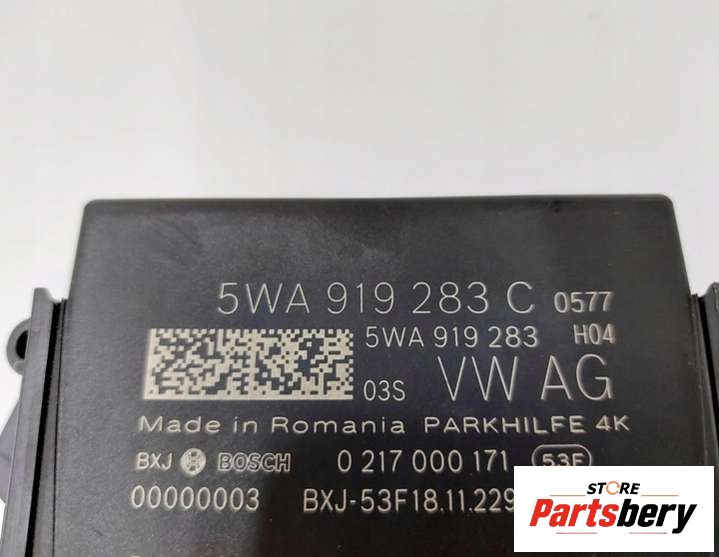 5WA 919 283 C 0577
5WA 919 283 H04
03S VW AG
Made in Romania PARKHILFE 4K
BXJ BOSCH 0 217 000 171 53F
00000003 BXJ-53F18.11.229
STORE
Partsbery